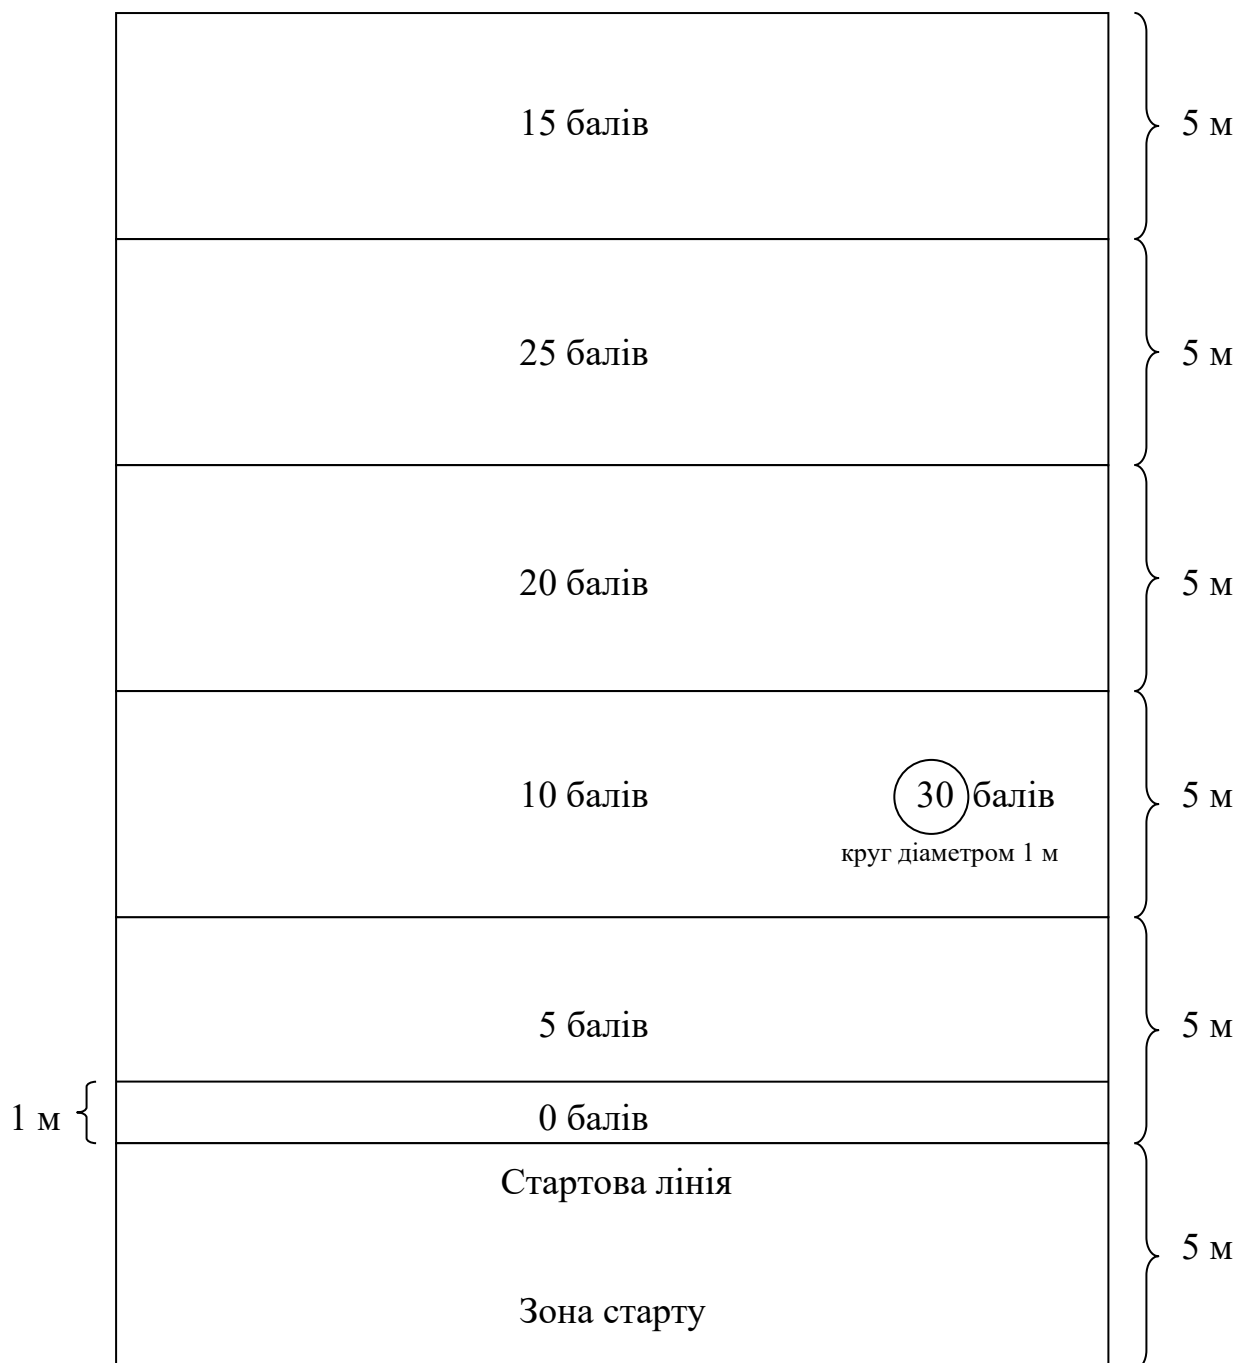 15 балів
5 м
25 балів
5 м
20 балів
5 м
10 балів
30 балів
5 м
круг діаметром 1 м
5 балів
5 м
1 м
0 балів
Стартова лінія
5 м
Зона старту